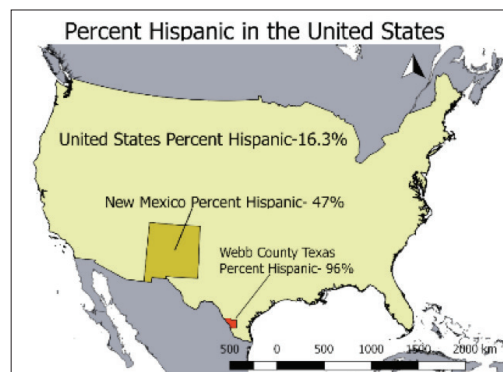 Percent Hispanic in the United States
United States Percent Hispanic-16.3%
New Mexico Percent Hispanic- 47%
Webb County Texas
Percent Hispanic- 96%
500 0 500 1000 1500 2000 km